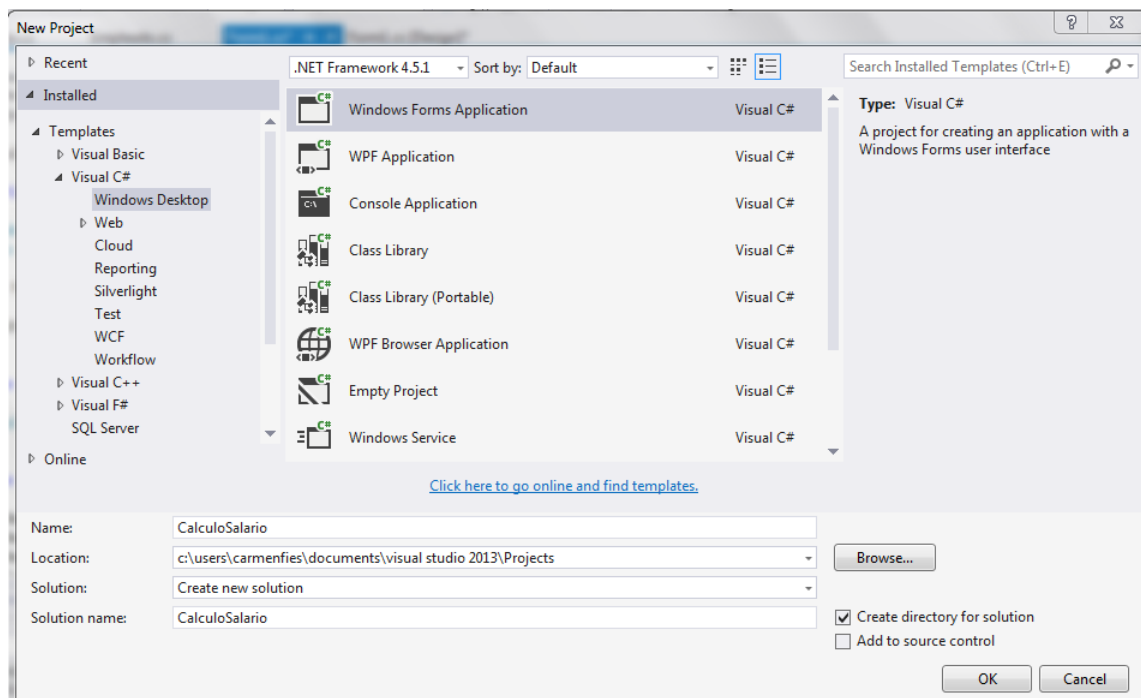 New Project
Recent
.NET Framework 4.5.1 Sort by: Default
Search Installed Templates (Ctrl+E)
Installed
Templates
Visual Basic
Visual C#
Windows Desktop
Web
Cloud
Reporting
Silverlight
Test
WCF
Workflow
Visual C++
Visual F#
SQL Server
Online
C# Windows Forms Application Visual C#
C# WPF Application Visual C#
C# C:\ Console Application Visual C#
C# Class Library Visual C#
C# Class Library (Portable) Visual C#
C# WPF Browser Application Visual C#
C# Empty Project Visual C#
C# Windows Service Visual C#
Type: Visual C#
A project for creating an application with a
Windows Forms user interface
Click here to go online and find templates.
Name: CalculoSalario
Location: c:\users\carmenfies\documents\visual studio 2013\Projects
Browse...
Solution: Create new solution
Solution name: CalculoSalario
Create directory for solution
Add to source control
OK Cancel